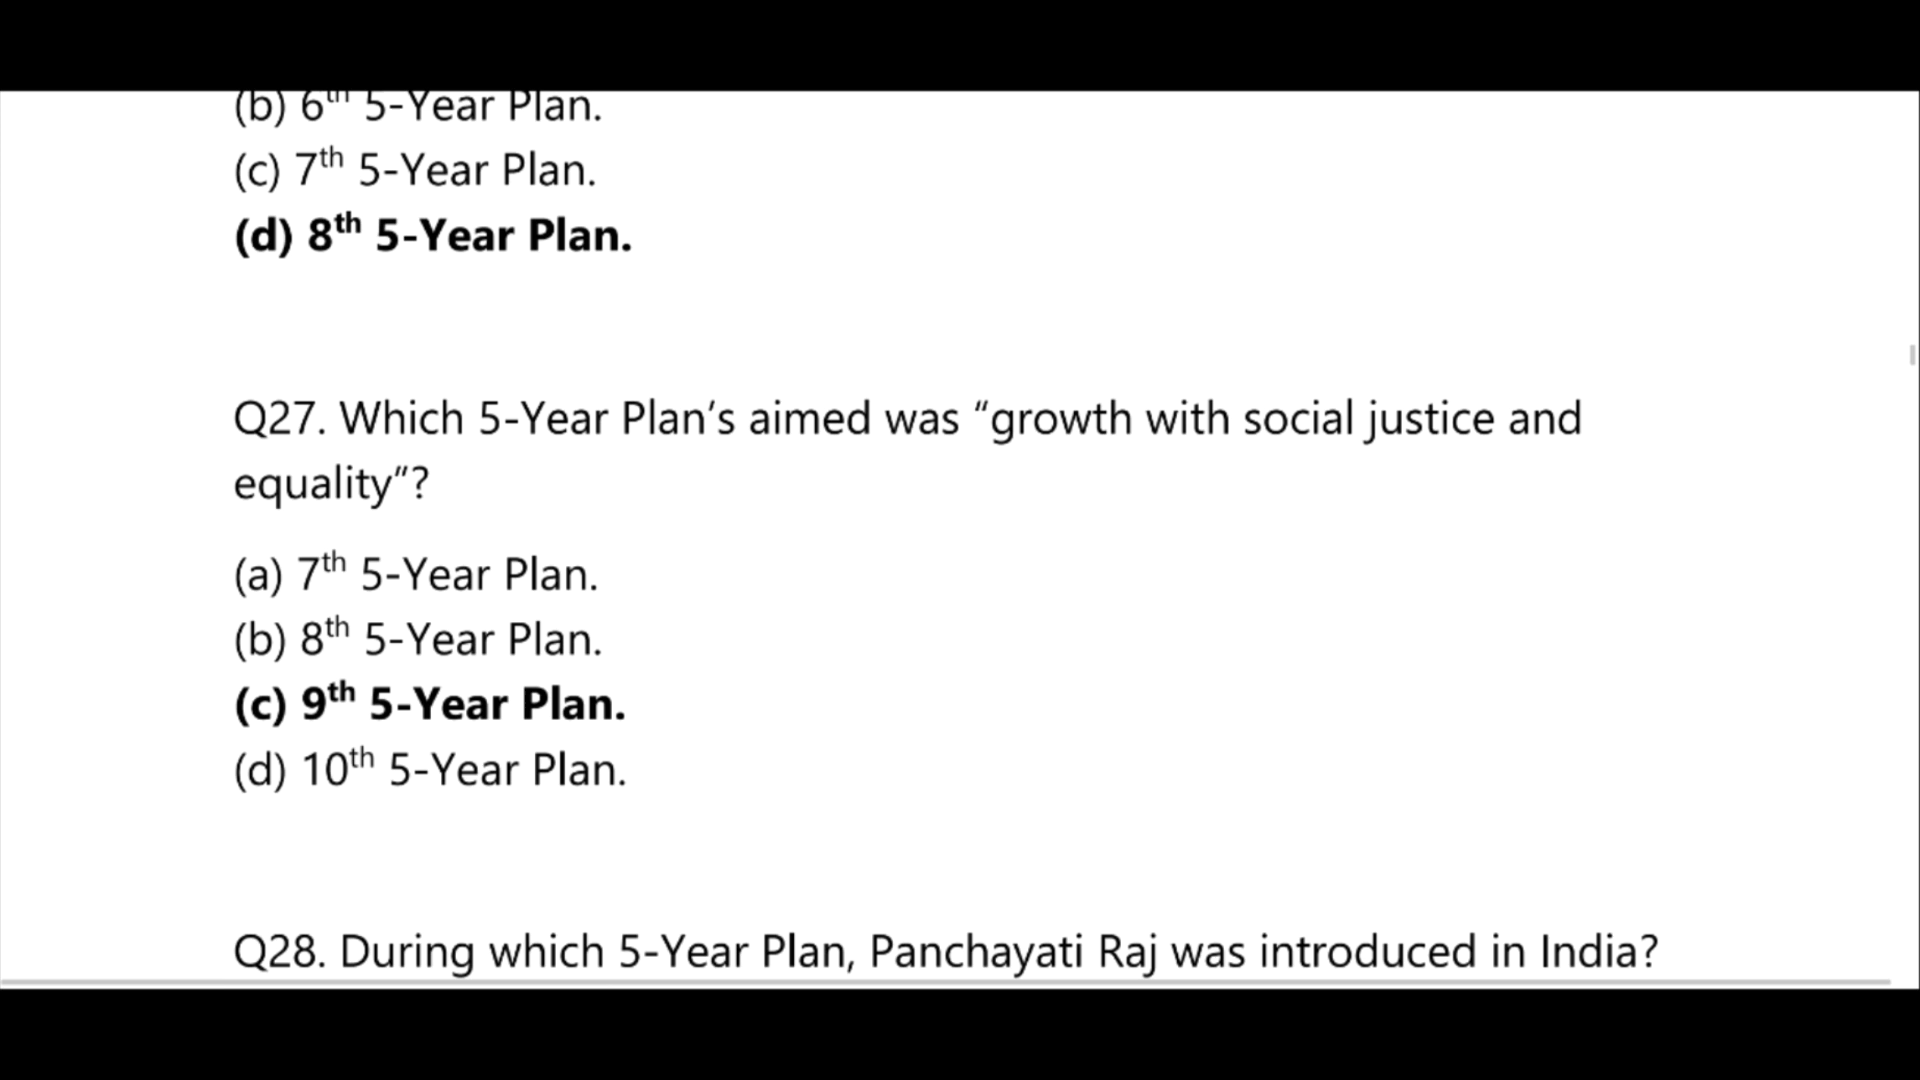 (b) 6th 5-Year Plan.
(c) 7th 5-Year Plan.
(d) 8th 5-Year Plan.
Q27. Which 5-Year Plan’s aimed was “growth with social justice and
equality”?
(a) 7th 5-Year Plan.
(b) 8th 5-Year Plan.
(c) 9th 5-Year Plan.
(d) 10th 5-Year Plan.
Q28. During which 5-Year Plan, Panchayati Raj was introduced in India?